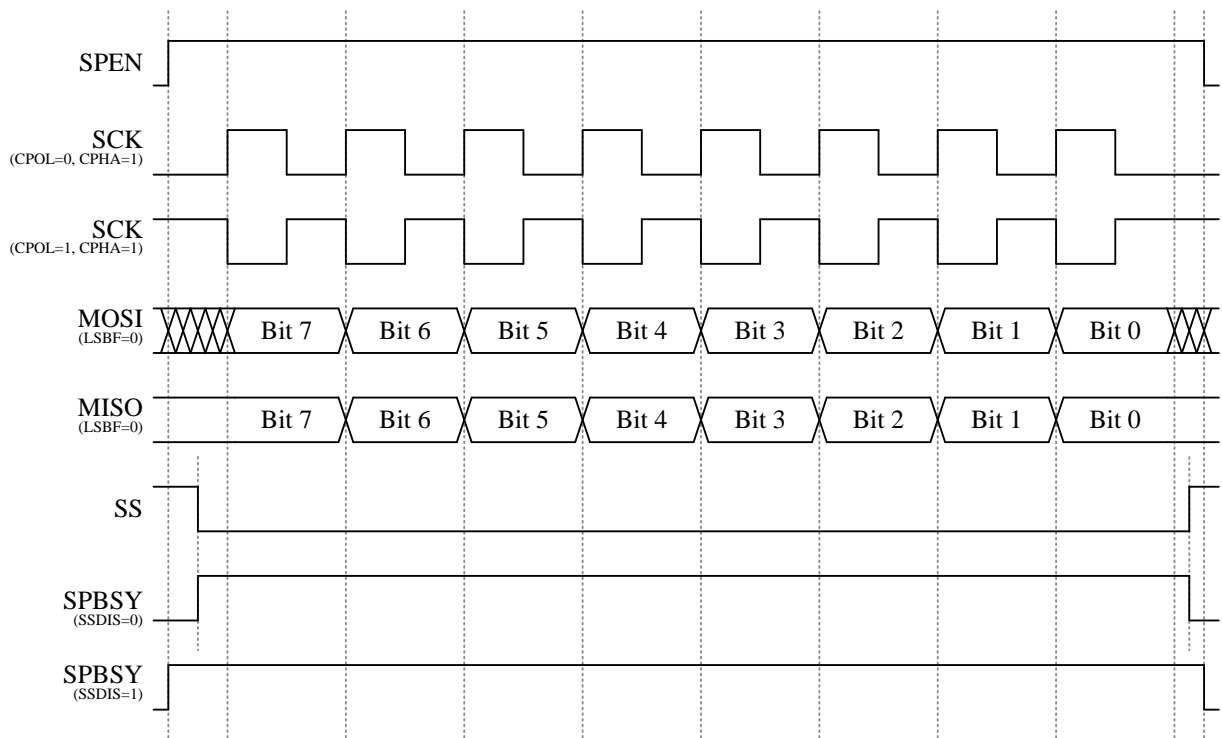 SPEN
SCK
(CPOL=0, CPHA=1)
SCK
(CPOL=1, CPHA=1)
MOSI
(LSBF=0)
Bit 7 Bit 6 Bit 5 Bit 4 Bit 3 Bit 2 Bit 1 Bit 0
MISO
(LSBF=0)
Bit 7 Bit 6 Bit 5 Bit 4 Bit 3 Bit 2 Bit 1 Bit 0
SS
SPBSY
(SSDIS=0)
SPBSY
(SSDIS=1)